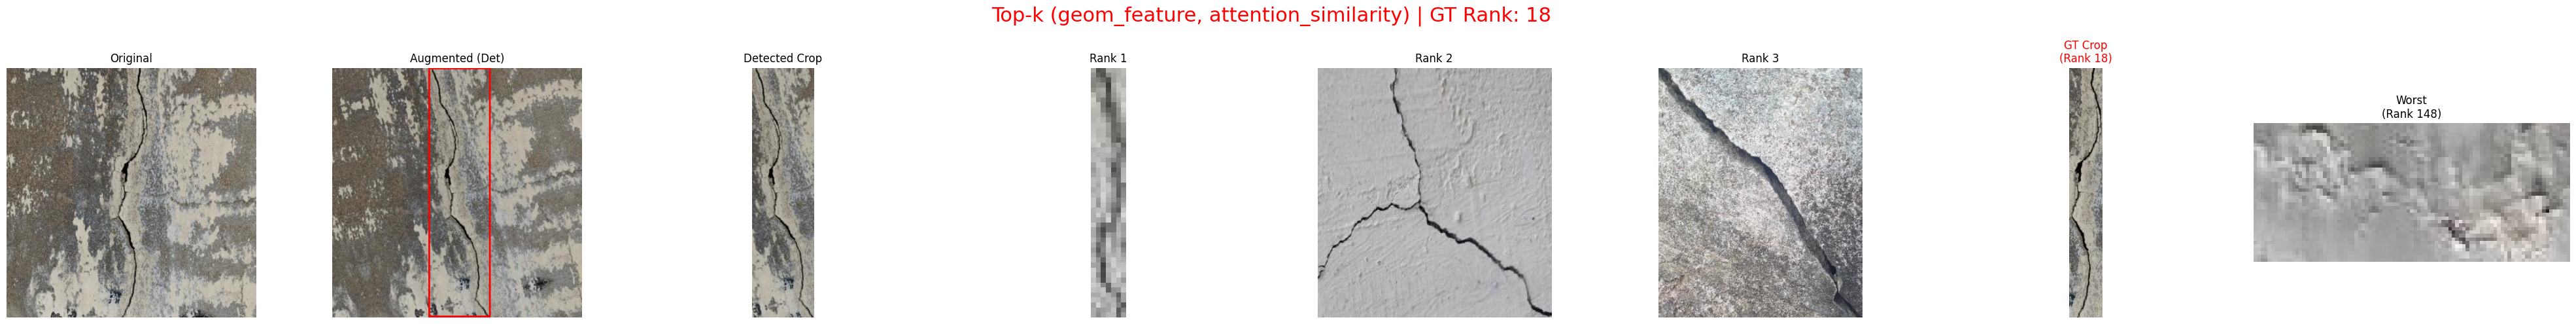 Top-k (geom_feature, attention_similarity) | GT Rank: 18
Original
Augmented (Det)
Detected Crop
Rank 1
Rank 2
Rank 3
GT Crop
(Rank 18)
Worst
(Rank 148)